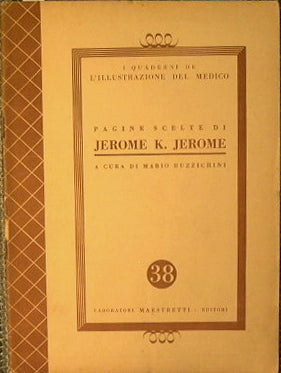 I QUADERNI DE
L'ILLUSTRAZIONE DEL MEDICO
PAGINE SCELTE DI
JEROME K. JEROME
A CURA DI MARIO BUZZICHINI
38
LABORATORI MAESTRETTI - EDITORI